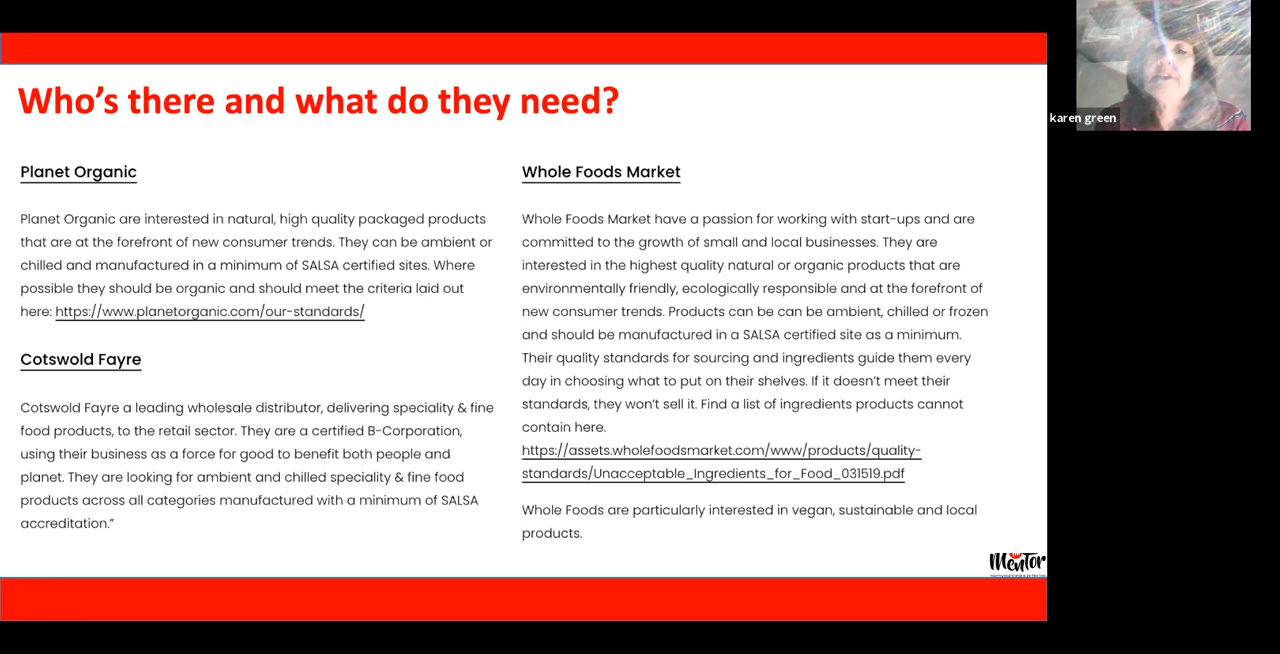 Who's there and what do they need?
Planet Organic
Planet Organic are interested in natural, high quality packaged products
that are at the forefront of new consumer trends. They can be ambient or
chilled and manufactured in a minimum of SALSA certified sites. Where
possible they should be organic and should meet the criteria laid out
here: https://www.planetorganic.com/our-standards/
Cotswold Fayre
Cotswold Fayre a leading wholesale distributor, delivering speciality & fine
food products, to the retail sector. They are a certified B-Corporation,
using their business as a force for good to benefit both people and
planet. They are looking for ambient and chilled speciality & fine food
products across all categories manufactured with a minimum of SALSA
accreditation.”
Whole Foods Market
Whole Foods Market have a passion for working with start-ups and are
committed to the growth of small and local businesses. They are
interested in the highest quality natural or organic products that are
environmentally friendly, ecologically responsible and at the forefront of
new consumer trends. Products can be can be ambient, chilled or frozen
and should be manufactured in a SALSA certified site as a minimum.
Their quality standards for sourcing and ingredients guide them every
day in choosing what to put on their shelves. If it doesn't meet their
standards, they won't sell it. Find a list of ingredients products cannot
contain here.
https://assets.wholefoodsmarket.com/www/products/quality-
standards/Unacceptable_Ingredients_for_Food_031519.pdf
Whole Foods are particularly interested in vegan, sustainable and local
products.
MenTor
karen green